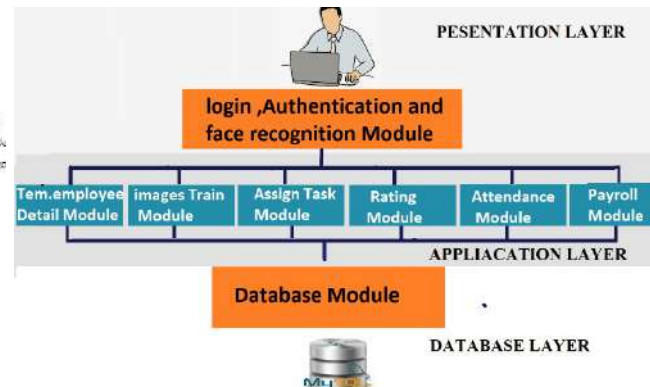 PESENTATION LAYER
login ,Authentication and
face recognition Module
Tem.employee
Detail Module
images Train
Module
Assign Task
Module
Rating
Module
Attendance
Module
Payroll
Module
APPLIACATION LAYER
Database Module
DATABASE LAYER